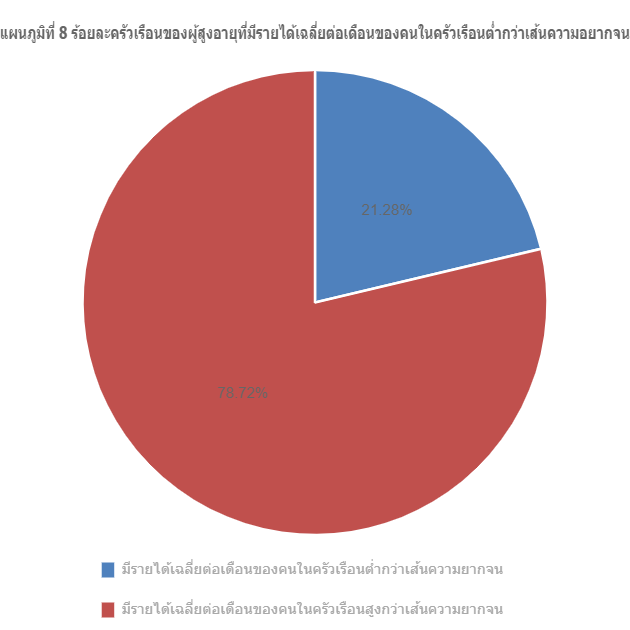 แผนภูมิที่ 8 ร้อยละครัวเรือนของผู้สูงอายุที่มีรายได้เฉลี่ยต่อเดือนของคนในครัวเรือนต่ำกว่าเส้นความอยากจน
21.28%
78.72%
มีรายได้เฉลี่ยต่อเดือนของคนในครัวเรือนต่ำกว่าเส้นความยากจน
มีรายได้เฉลี่ยต่อเดือนของคนในครัวเรือนสูงกว่าเส้นความยากจน